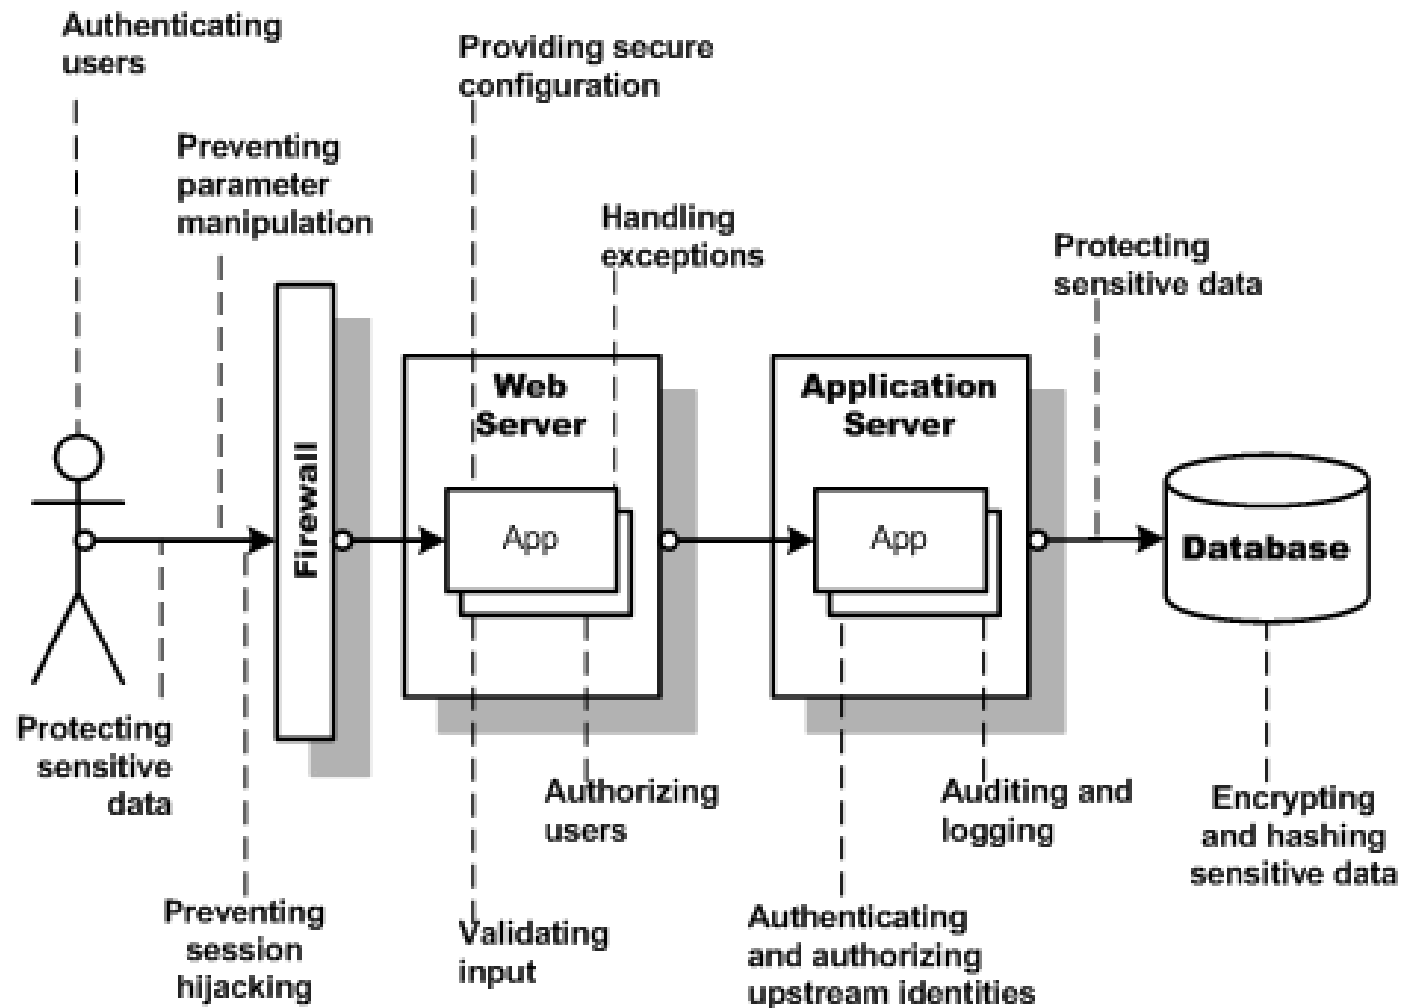 Authenticating
users
Providing secure
configuration
Preventing
parameter
manipulation
Handling
exceptions
Protecting
sensitive data
Firewall
Web
Server
App
Application
Server
App
Database
Protecting
sensitive
data
Authorizing
users
Auditing and
logging
Encrypting
and hashing
sensitive data
Preventing
session
hijacking
Validating
input
Authenticating
and authorizing
upstream identities